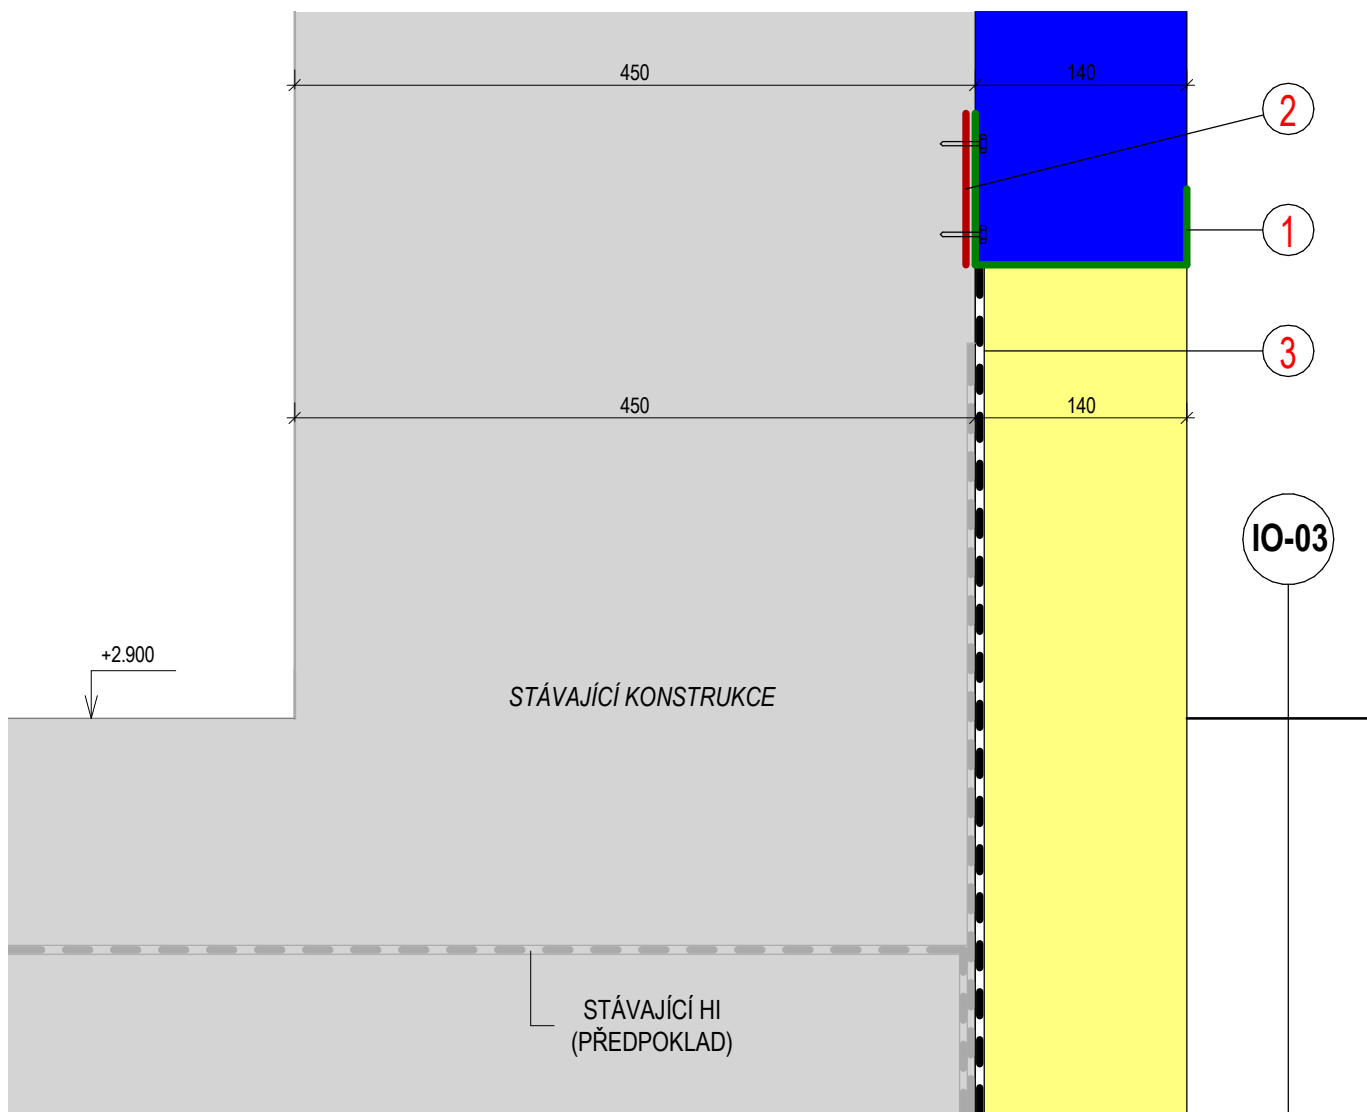 450
140
2
1
3
450
140
IO-03
+2.900
STÁVAJÍCÍ KONSTRUKCE
STÁVAJÍCÍ HI
(PŘEDPOKLAD)